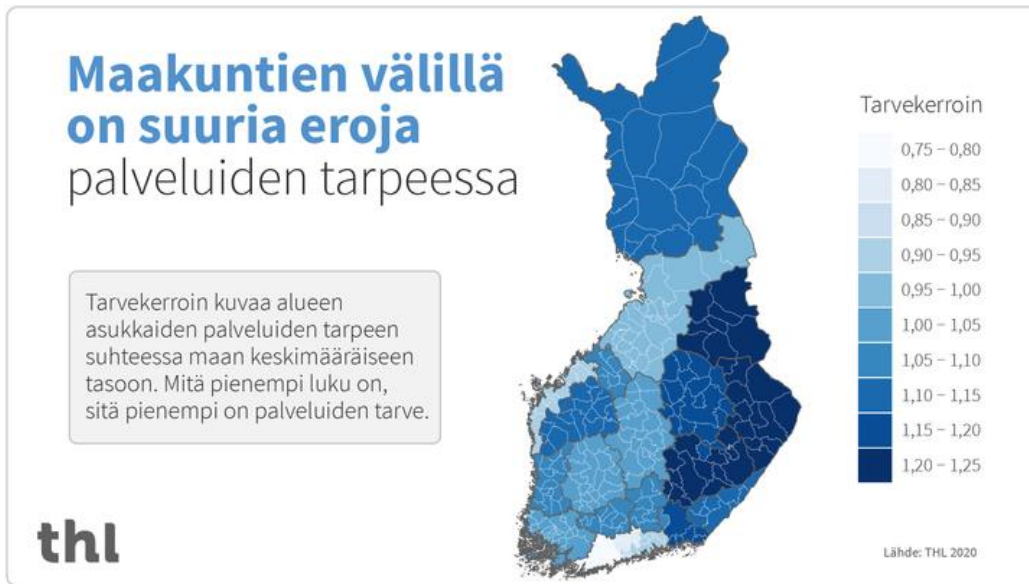 Maakuntien välillä
on suuria eroja
palveluiden tarpeessa
Tarvekerroin kuvaa alueen
asukkaiden palveluiden tarpeen
suhteessa maan keskimääräiseen
tasoon. Mitä pienempi luku on,
sitä pienempi on palveluiden tarve.
Tarvekerroin
0,75 – 0,80
0,80 – 0,85
0,85 – 0,90
0,90 – 0,95
0,95 – 1,00
1,00 – 1,05
1,05 – 1,10
1,10 – 1,15
1,15 – 1,20
1,20 – 1,25
thl
Lähde: THL 2020